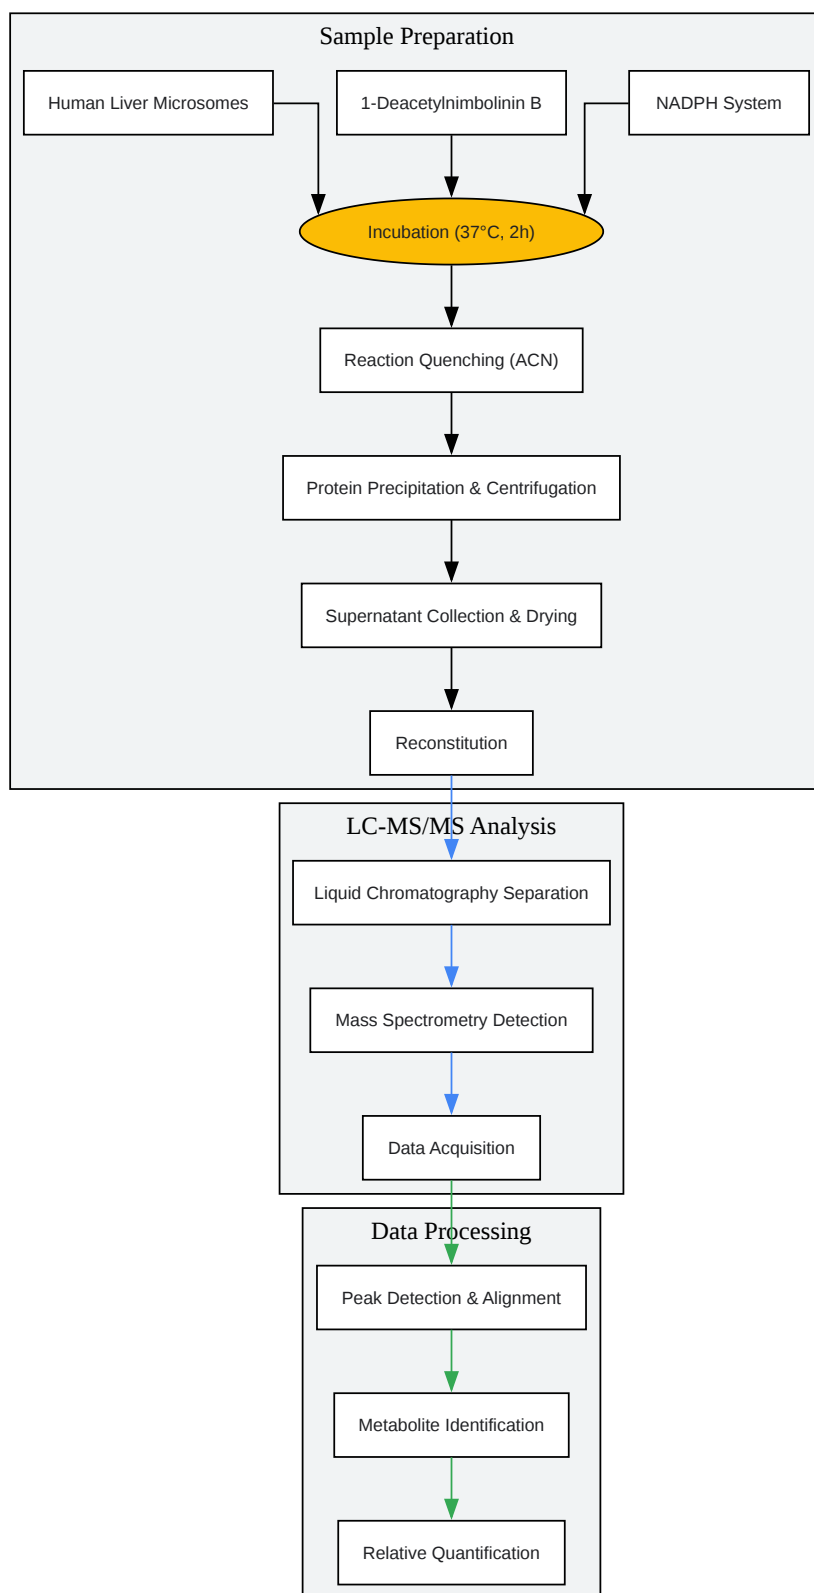 Sample Preparation
Human Liver Microsomes
1-Deacetylnimbolinin B
NADPH System
Incubation (37°C, 2h)
Reaction Quenching (ACN)
Protein Precipitation & Centrifugation
Supernatant Collection & Drying
Reconstitution
LC-MS/MS Analysis
Liquid Chromatography Separation
Mass Spectrometry Detection
Data Acquisition
Data Processing
Peak Detection & Alignment
Metabolite Identification
Relative Quantification